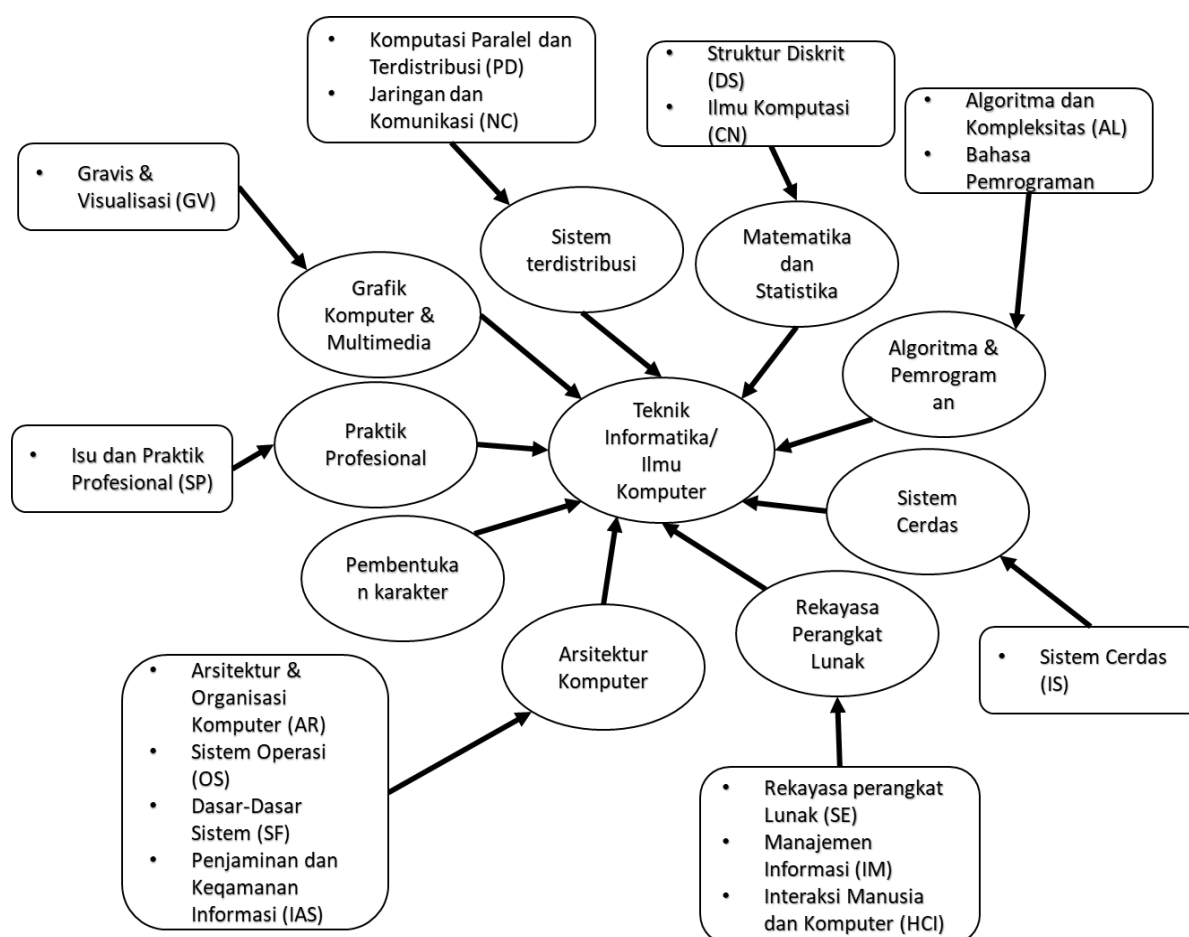 • Komputasi Paralel dan
Terdistribusi (PD)
• Jaringan dan
Komunikasi (NC)
• Struktur Diskrit
(DS)
• Ilmu Komputasi
(CN)
• Algoritma dan
Kompleksitas (AL)
• Bahasa
Pemrograman
• Gravis &
Visualisasi (GV)
Sistem
terdistribusi
Matematika
dan
Statistika
Grafik
Komputer &
Multimedia
Algoritma &
Pemrogram
an
Teknik
Informatika/
Ilmu
Komputer
Praktik
Profesional
• Isu dan Praktik
Profesional (SP)
Sistem
Cerdas
Pembentuka
n karakter
Rekayasa
Perangkat
Lunak
Arsitektur
Komputer
• Sistem Cerdas
(IS)
• Arsitektur &
Organisasi
Komputer (AR)
• Sistem Operasi
(OS)
• Dasar-Dasar
Sistem (SF)
• Penjaminan dan
Keqamanan
Informasi (IAS)
• Rekayasa perangkat
Lunak (SE)
• Manajemen
Informasi (IM)
• Interaksi Manusia
dan Komputer (HCI)